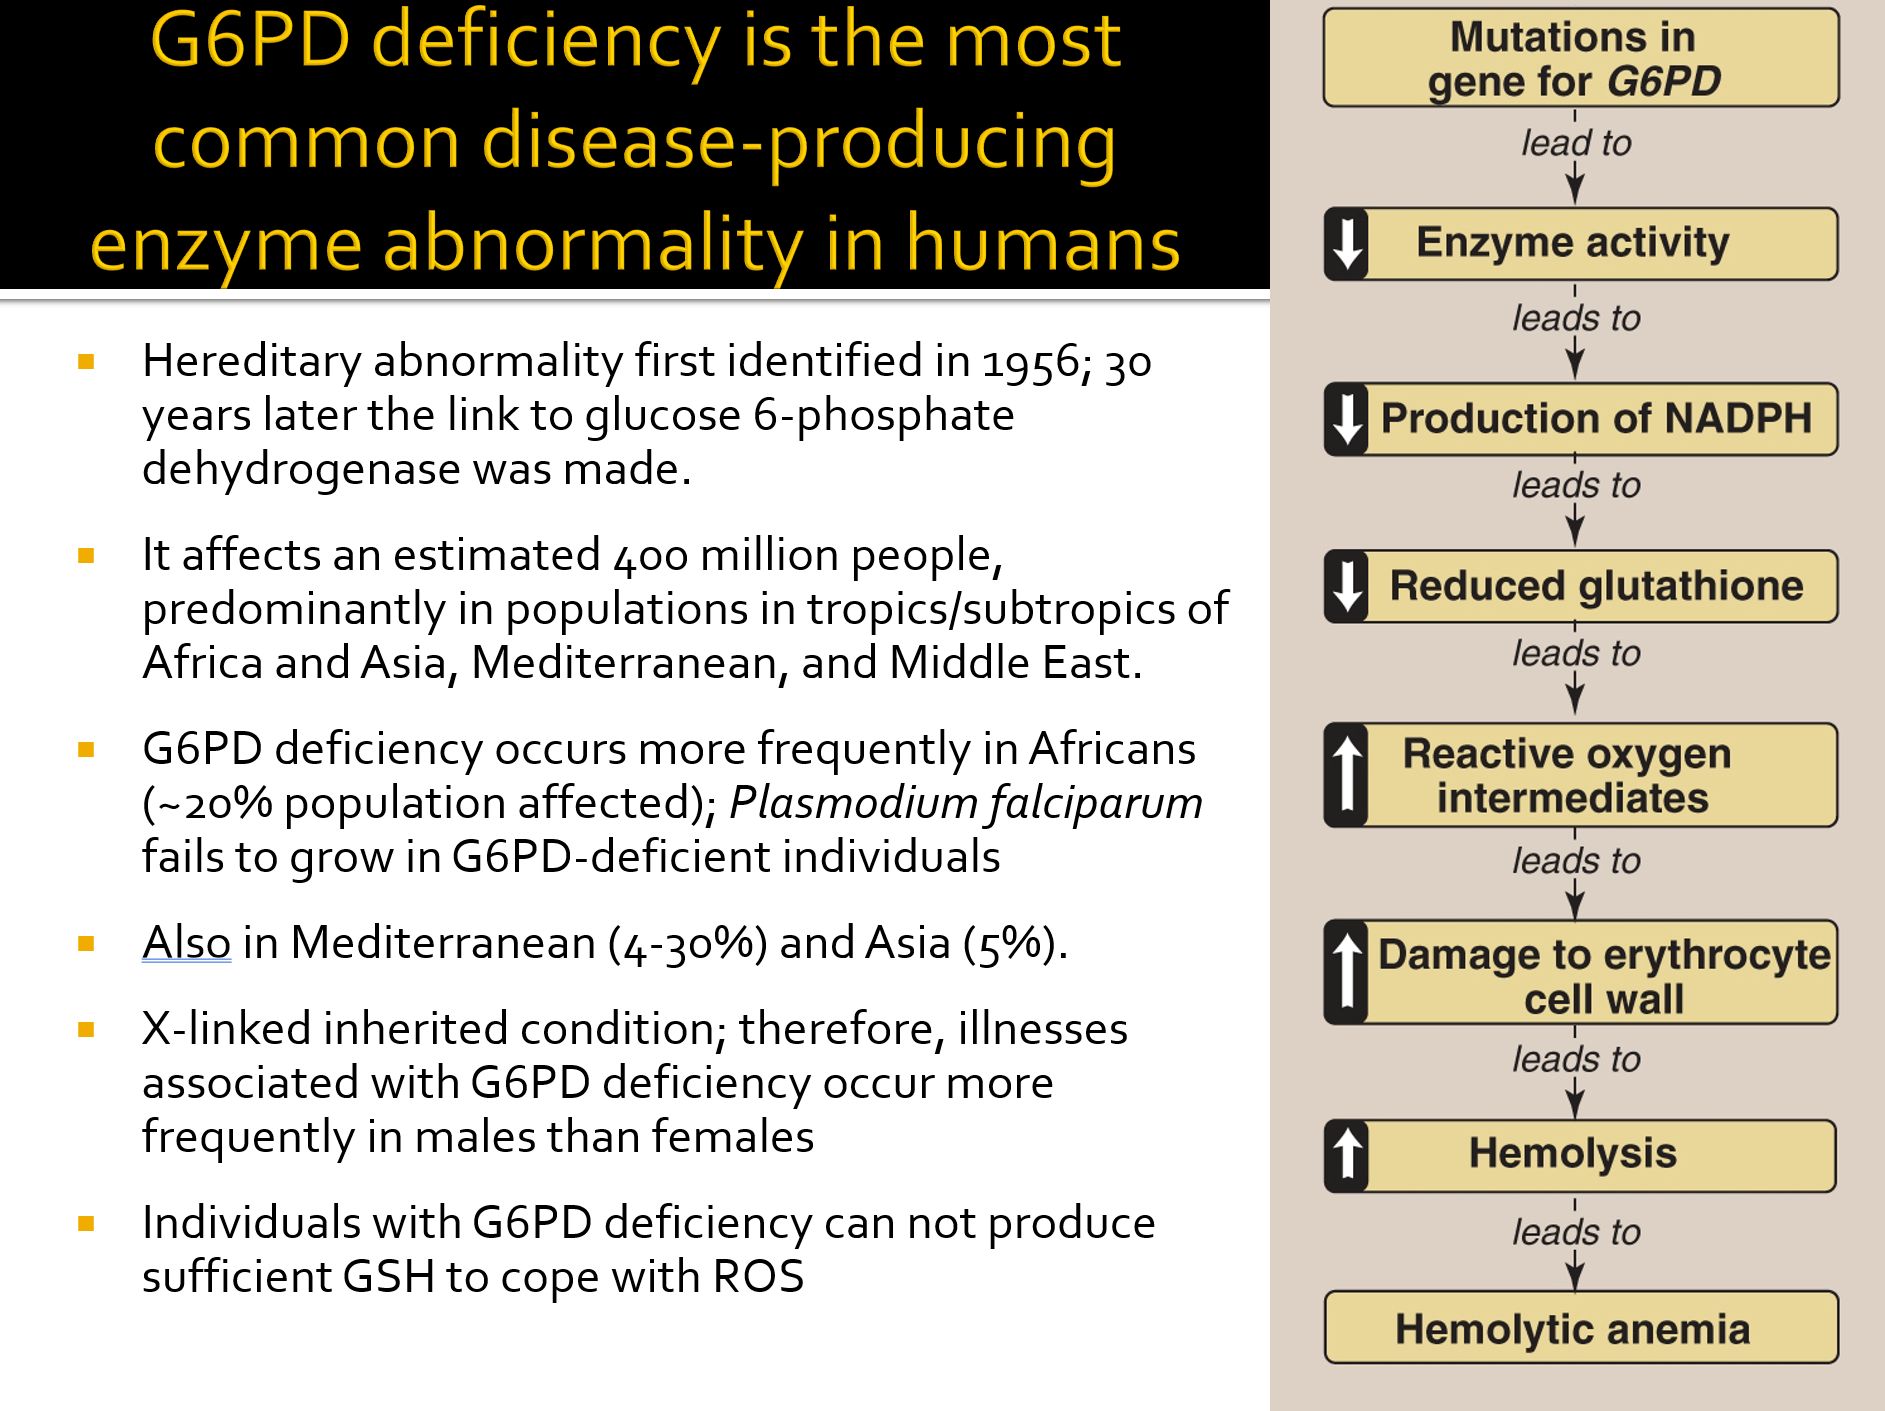 G6PD deficiency is the most
common disease-producing
enzyme abnormality in humans
Hereditary abnormality first identified in 1956; 30
years later the link to glucose 6-phosphate
dehydrogenase was made.
It affects an estimated 400 million people,
predominantly in populations in tropics/subtropics of
Africa and Asia, Mediterranean, and Middle East.
G6PD deficiency occurs more frequently in Africans
(~20% population affected); Plasmodium falciparum
fails to grow in G6PD-deficient individuals
Also in Mediterranean (4-30%) and Asia (5%).
X-linked inherited condition; therefore, illnesses
associated with G6PD deficiency occur more
frequently in males than females
Individuals with G6PD deficiency can not produce
sufficient GSH to cope with ROS
Mutations in
gene for G6PD
lead to
Enzyme activity
leads to
Production of NADPH
leads to
Reduced glutathione
leads to
Reactive oxygen
intermediates
leads to
Damage to erythrocyte
cell wall
leads to
Hemolysis
leads to
Hemolytic anemia